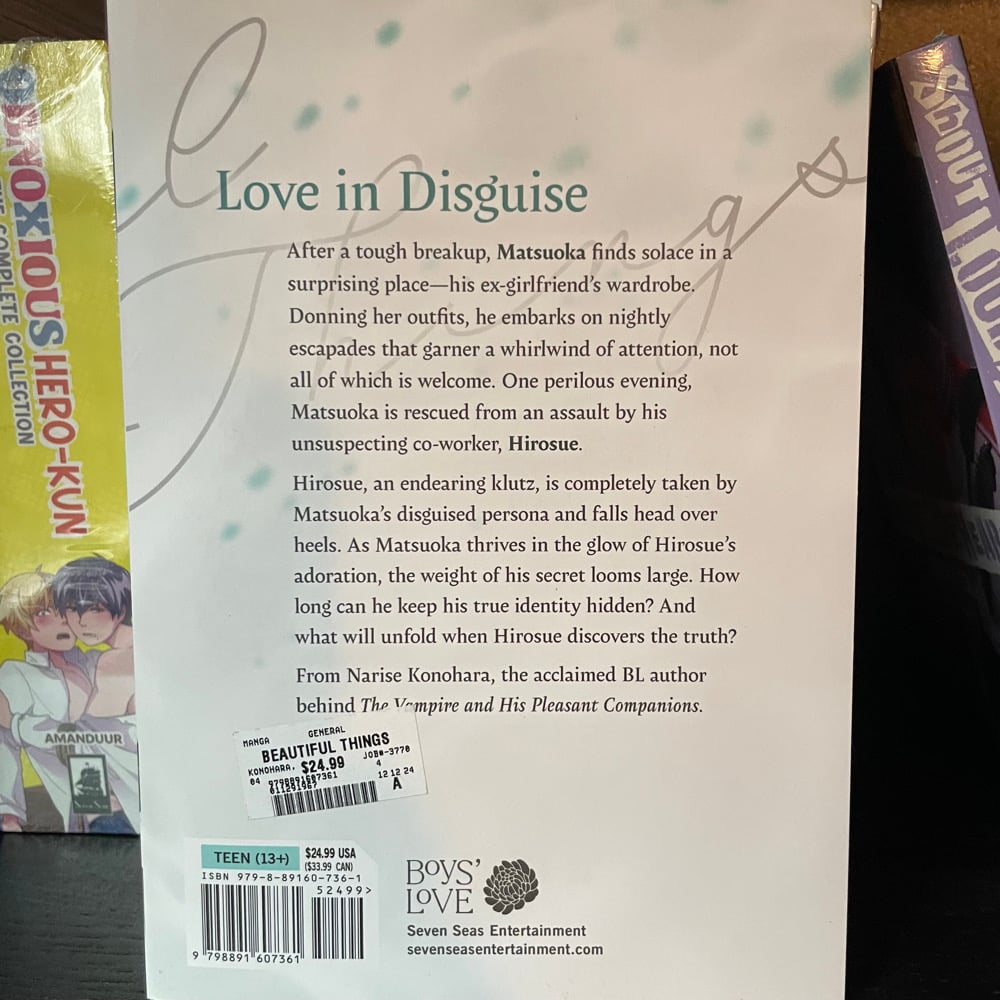 Love in Disguise
After a tough breakup, Matsuoka finds solace in a
surprising place—his ex-girlfriend's wardrobe.
Donning her outfits, he embarks on nightly
escapades that garner a whirlwind of attention, not
all of which is welcome. One perilous evening,
Matsuoka is rescued from an assault by his
unsuspecting co-worker, Hirosue.
Hirosue, an endearing klutz, is completely taken by
Matsuoka's disguised persona and falls head over
heels. As Matsuoka thrives in the glow of Hirosue's
adoration, the weight of his secret looms large. How
long can he keep his true identity hidden? And
what will unfold when Hirosue discovers the truth?
From Narise Konohara, the acclaimed BL author
behind The Vampire and His Pleasant Companions.
MANGA GENERAL
BEAUTIFUL THINGS
KONOHARA, $24.99 JOB#-3770
04 9798891607361 4
12 12 24
A
TEEN (13+) $24.99 USA
($33.99 CAN)
ISBN 979-8-89160-736-1
52499>
9 798891 607361
BOYS'
LOVE
Seven Seas Entertainment
sevenseasentertainment.com
Things
HERO-KUN
THE COMPLETE COLLECTION
AMANDUUR
SHOUT